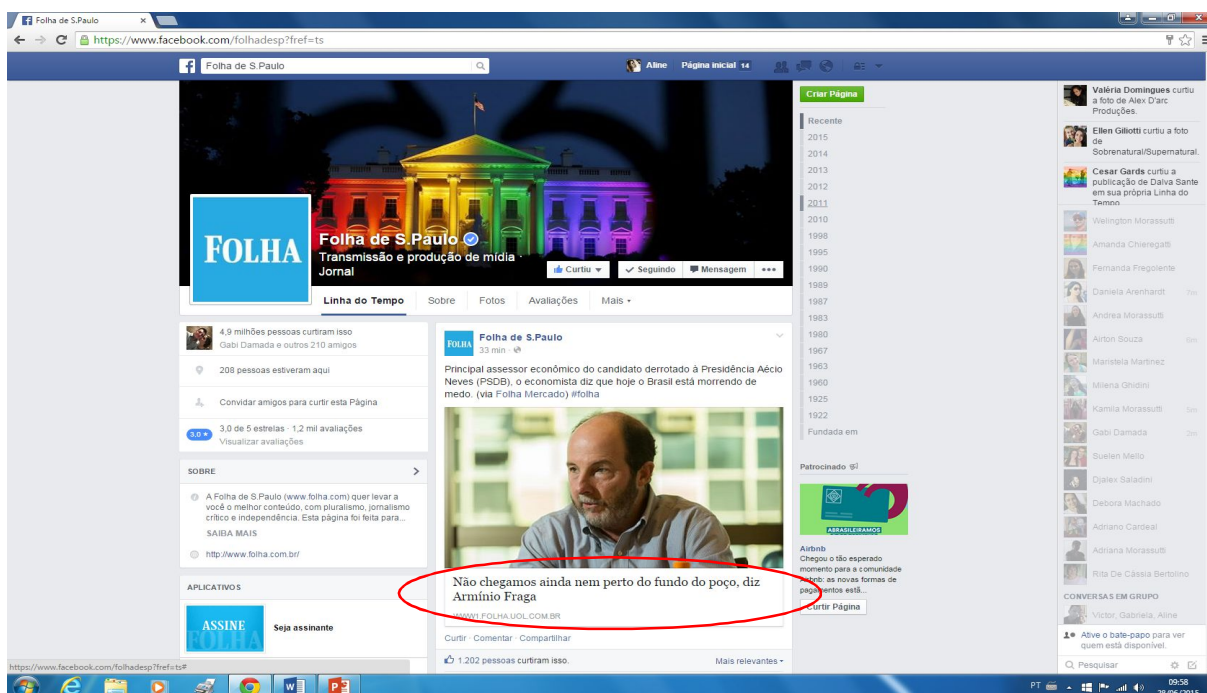 Folha de S.Paulo
https://www.facebook.com/folhadesp?fref=ts
Folha de S.Paulo
Aline Página inicial 14
FOLHA
Folha de S.Paulo
Transmissão e produção de mídia ·
Jornal
Curtiu
Seguindo
Mensagem
Linha do Tempo Sobre Fotos Avaliações Mais
4,9 milhões pessoas curtiram isso
Gabi Damada e outros 210 amigos
208 pessoas estiveram aqui
Convidar amigos para curtir esta Página
3,0
3,0 de 5 estrelas · 1,2 mil avaliações
Visualizar avaliações
SOBRE
A Folha de S.Paulo (www.folha.com) quer levar a
você o melhor conteúdo, com pluralismo, jornalismo
crítico e independência. Esta página foi feita para...
SAIBA MAIS
http://www.folha.com.br/
APLICATIVOS
ASSINE
FOLHA
Seja assinante
https://www.facebook.com/folhadesp?fref=ts#
FOLHA
Folha de S.Paulo
33 min ·
Principal assessor econômico do candidato derrotado à Presidência Aécio
Neves (PSDB), o economista diz que hoje o Brasil está morrendo de
medo. (via Folha Mercado) #folha
Não chegamos ainda nem perto do fundo do poço, diz
Armínio Fraga
WWW1.FOLHA.UOL.COM.BR
Curtir · Comentar · Compartilhar
1.202 pessoas curtiram isso.
Mais relevantes
Criar Página
Recente
2015
2014
2013
2012
2011
2010
1998
1995
1990
1989
1987
1983
1980
1967
1963
1960
1925
1922
Fundada em
Patrocinado
ABRASILEIRAMOS
Airbnb
Chegou o tão esperado
momento para a comunidade
Airbnb: as novas formas de
pagamentos estã...
Curtir Página
Valéria Domingues curtiu
a foto de Alex D'arc
Produções.
Ellen Giliotti curtiu a foto
de
Sobrenatural/Supernatural.
Cesar Gards curtiu a
publicação de Dalva Sante
em sua própria Linha do
Tempo
Welington Morassutti
Amanda Chieregatti
Fernanda Fregolente
Daniela Arenhardt
Andrea Morassutti
Airton Souza
Maristela Martinez
Milena Ghidini
Kamila Morassutti
Gabi Damada 2m
Suelen Mello
Djalex Saladini
Debora Machado
Adriano Cardeal
Adriana Morassutti
Rita De Cássia Bertolino
CONVERSAS EM GRUPO
Victor, Gabriela, Aline
Ative o bate-papo para ver
quem está disponível.
Pesquisar
PT
09:58
28/06/2015